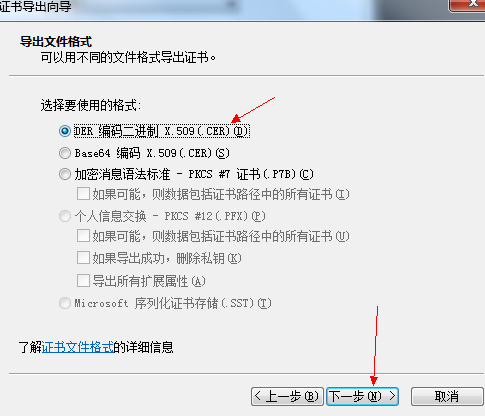 证书导出向导
导出文件格式
可以用不同的文件格式导出证书。
选择要使用的格式:
DER 编码二进制 X.509(.CER)(D)
Base64 编码 X.509(.CER)(S)
加密消息语法标准 - PKCS #7 证书(.P7B)(C)
如果可能，则数据包括证书路径中的所有证书(I)
个人信息交换 - PKCS #12(.PFX)(P)
如果可能，则数据包括证书路径中的所有证书(U)
如果导出成功，删除私钥(K)
导出所有扩展属性(A)
Microsoft 序列化证书存储(.SST)(T)
了解证书文件格式的详细信息
< 上一步(B) 下一步(N) > 取消